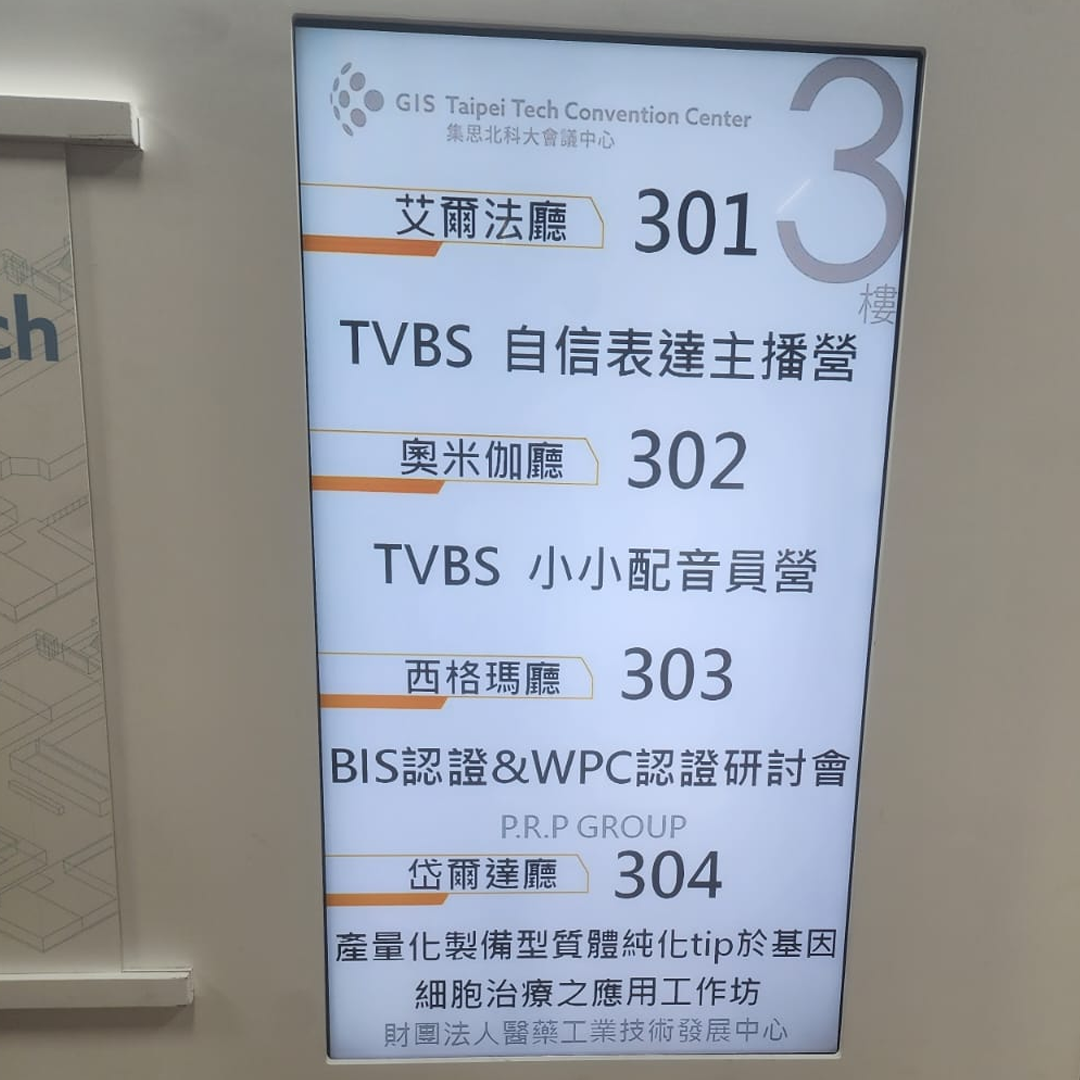 GIS Taipei Tech Convention Center
集思北科大會議中心
3
樓
艾爾法廳 301
TVBS 自信表達主播營
奧米伽廳 302
TVBS 小小配音員營
西格瑪廳 303
BIS認證&WPC認證研討會
P.R.P GROUP
岱爾達廳 304
產量化製備型質體純化tip於基因
細胞治療之應用工作坊
財團法人醫藥工業技術發展中心
ch